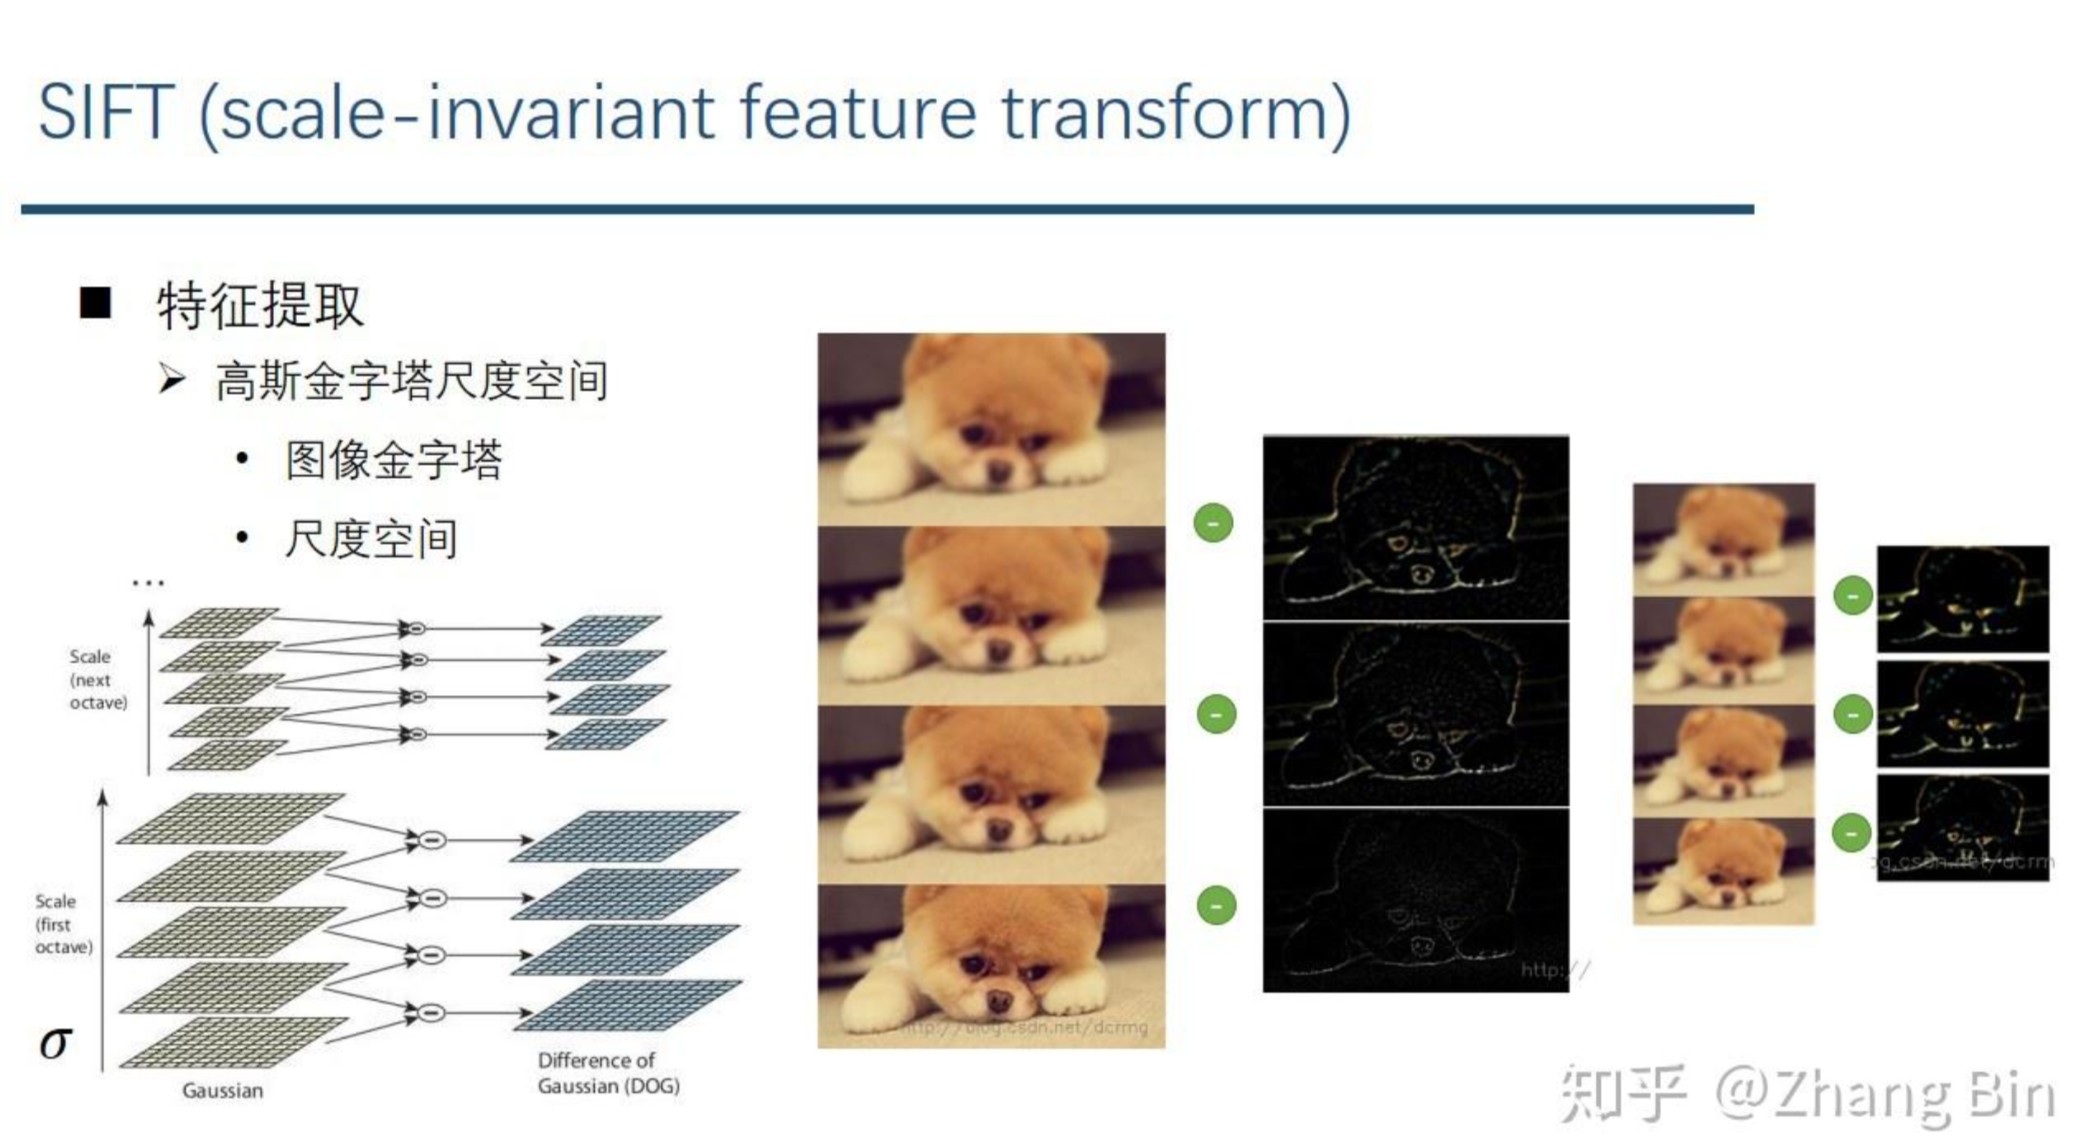 SIFT (scale-invariant feature transform)
■ 特征提取
➢ 高斯金字塔尺度空间
• 图像金字塔
• 尺度空间
...
Scale
(next
octave)
Scale
(first
octave)
σ
Gaussian
Difference of
Gaussian (DOG)
-
-
-
-
-
-
http://blog.csdn.net/dcrmg
http://
og.csdn.net/dcrm
知乎 @Zhang Bin